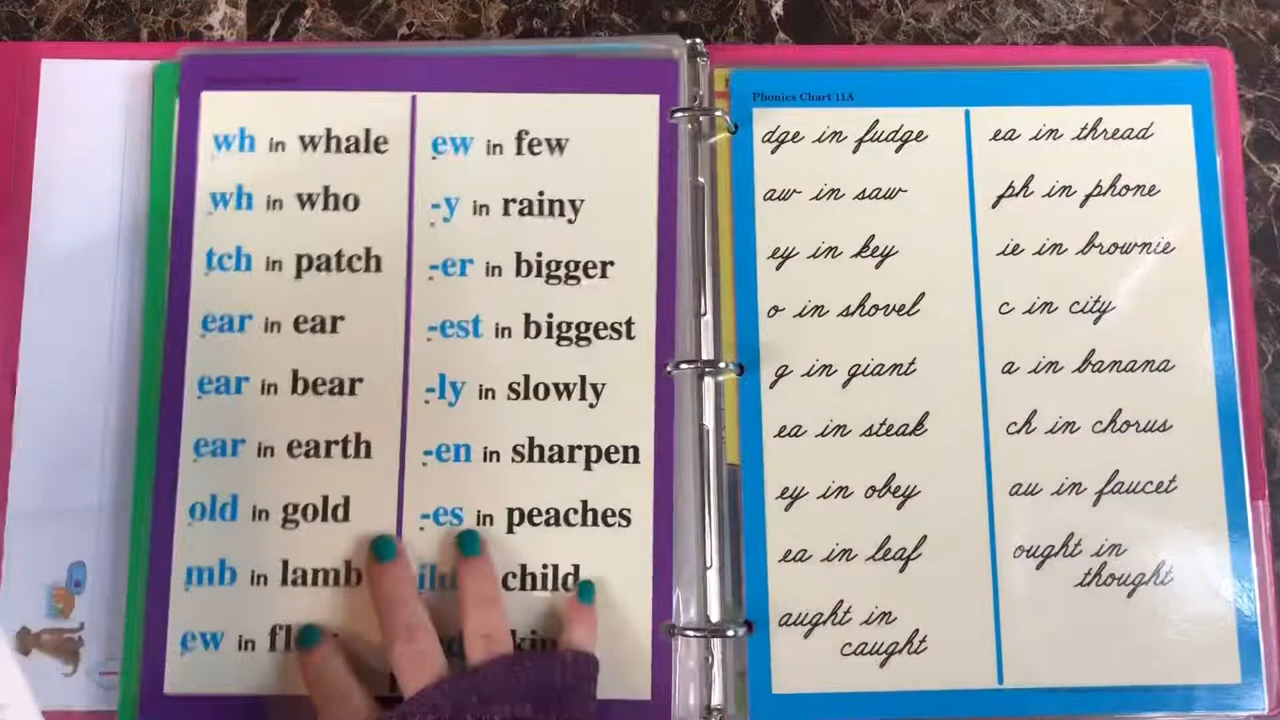 wh in whale
wh in who
tch in patch
ear in ear
ear in bear
ear in earth
old in gold
mb in lamb
ew in
ew in few
-y in rainy
-er in bigger
-est in biggest
-ly in slowly
-en in sharpen
-es in peaches
child
Phonics Chart 11A
dge in fudge
aw in saw
ey in key
o in shovel
g in giant
ea in steak
ey in obey
ea in leaf
aught in
caught
ea in thread
ph in phone
ie in brownie
c in city
a in banana
ch in chorus
au in faucet
ought in
thought